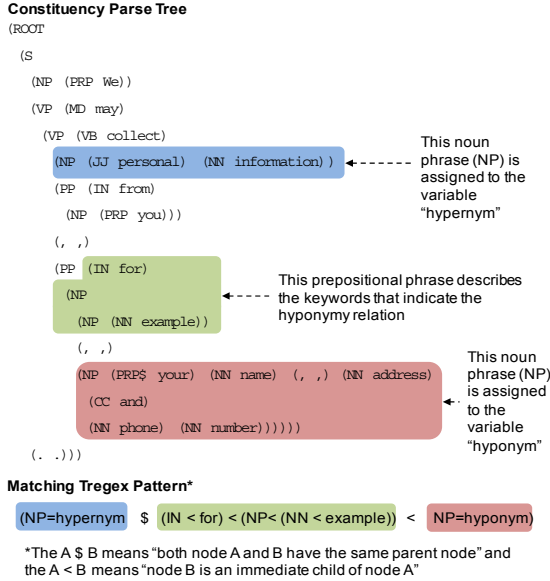 Constituency Parse Tree
(ROOT
(S
(NP (PRP We))
(VP (MD may)
(VP (VB collect)
(NP (JJ personal) (NN information))
(PP (IN from)
(NP (PRP you)))
(, ,)
(PP (IN for)
(NP
(NP (NN example))
(, ,)
(NP (PRP$ your) (NN name) (, ,) (NN address)
(CC and)
(NN phone) (NN number))))))
(. .)))
This noun
phrase (NP) is
assigned to the
variable
“hypernym”
This prepositional phrase describes
the keywords that indicate the
hyponymy relation
This noun
phrase (NP)
is assigned
to the
variable
“hyponym”
Matching Tregex Pattern*
(NP=hypernym $ (IN < for) < (NP< (NN < example)) < NP=hyponym)
*The A $ B means “both node A and B have the same parent node” and
the A < B means “node B is an immediate child of node A”